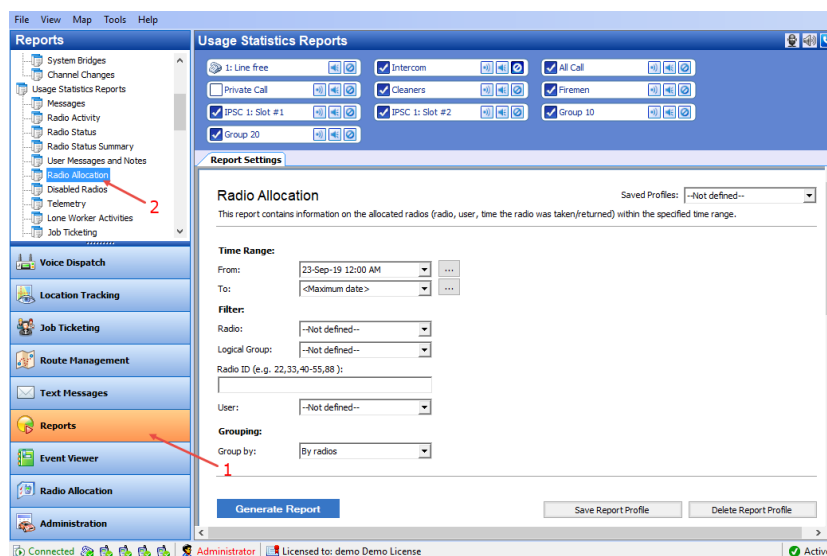 File View Map Tools Help
Reports
System Bridges
Channel Changes
Usage Statistics Reports
Messages
Radio Activity
Radio Status
Radio Status Summary
User Messages and Notes
Radio Allocation
Disabled Radios
Telemetry
2
Lone Worker Activities
Job Ticketing
Voice Dispatch
Location Tracking
Job Ticketing
Route Management
Text Messages
Reports
1
Event Viewer
Radio Allocation
Administration
Usage Statistics Reports
1: Line free Intercom All Call
Private Call Cleaners Firemen
IPSC 1: Slot #1 IPSC 1: Slot #2 Group 10
Group 20
Report Settings
Radio Allocation Saved Profiles: --Not defined--
This report contains information on the allocated radios (radio, user, time the radio was taken/returned) within the specified time range.
Time Range:
From: 23-Sep-19 12:00 AM ...
To: <Maximum date> ...
Filter:
Radio: --Not defined--
Logical Group: --Not defined--
Radio ID (e.g. 22,33,40-55,88 ):
User: --Not defined--
Grouping:
Group by: By radios
Generate Report Save Report Profile Delete Report Profile
Connected Administrator Licensed to: demo Demo License Active